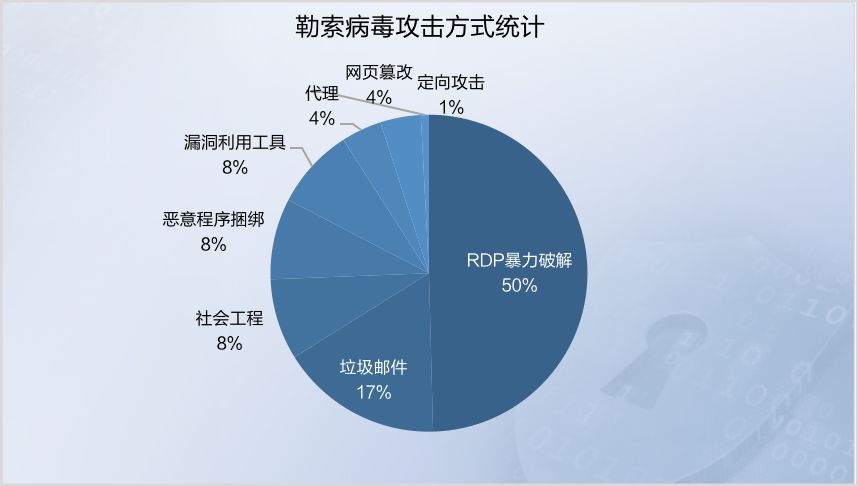 勒索病毒攻击方式统计
网页篡改
4%
定向攻击
1%
代理
4%
漏洞利用工具
8%
恶意程序捆绑
8%
社会工程
8%
垃圾邮件
17%
RDP暴力破解
50%